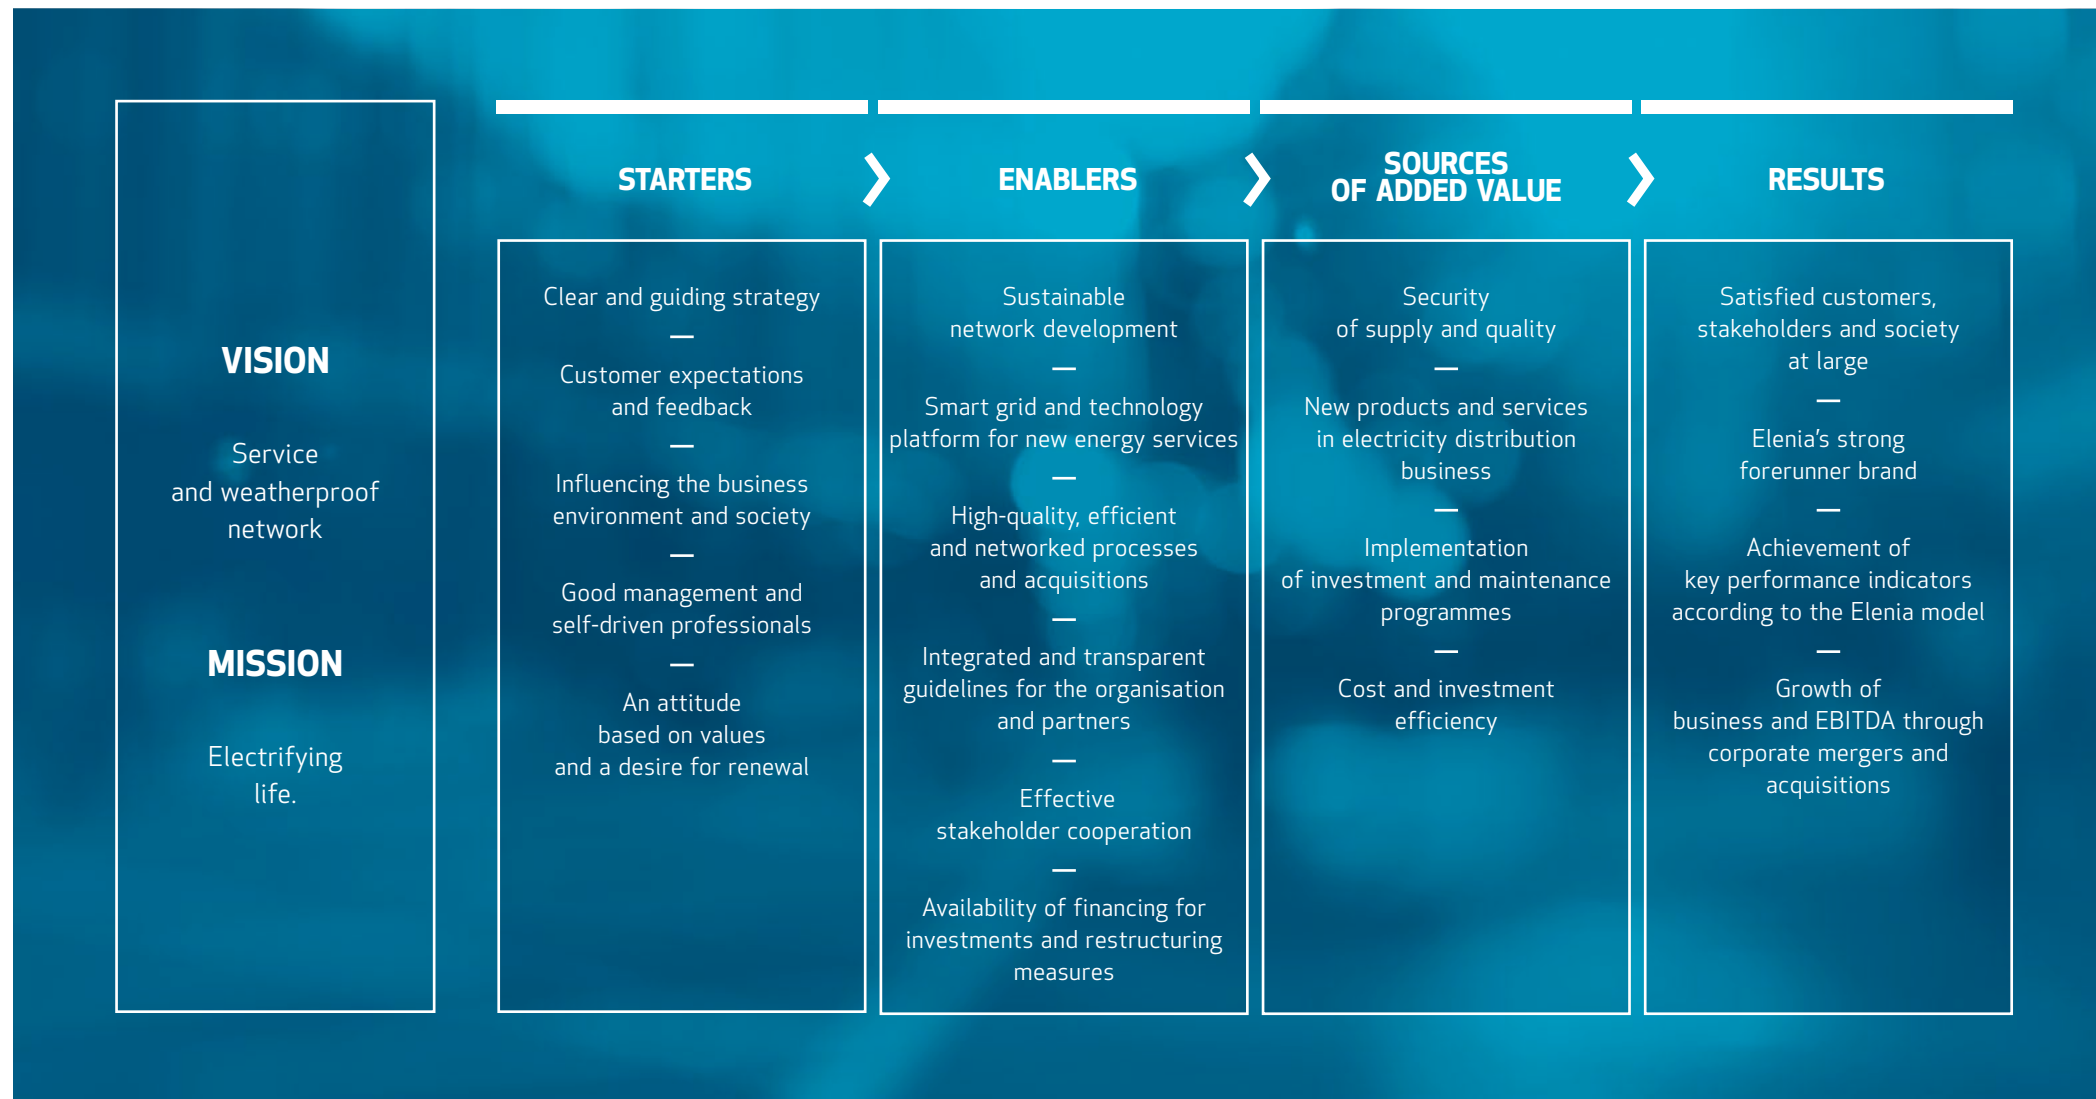 VISION
Service
and weatherproof
network
MISSION
Electrifying
life.
STARTERS
Clear and guiding strategy
—
Customer expectations
and feedback
—
Influencing the business
environment and society
—
Good management and
self-driven professionals
—
An attitude
based on values
and a desire for renewal
ENABLERS
Sustainable
network development
—
Smart grid and technology
platform for new energy services
—
High-quality, efficient
and networked processes
and acquisitions
—
Integrated and transparent
guidelines for the organisation
and partners
—
Effective
stakeholder cooperation
—
Availability of financing for
investments and restructuring
measures
SOURCES
OF ADDED VALUE
Security
of supply and quality
—
New products and services
in electricity distribution
business
—
Implementation
of investment and maintenance
programmes
—
Cost and investment
efficiency
RESULTS
Satisfied customers,
stakeholders and society
at large
—
Elenia's strong
forerunner brand
—
Achievement of
key performance indicators
according to the Elenia model
—
Growth of
business and EBITDA through
corporate mergers and
acquisitions